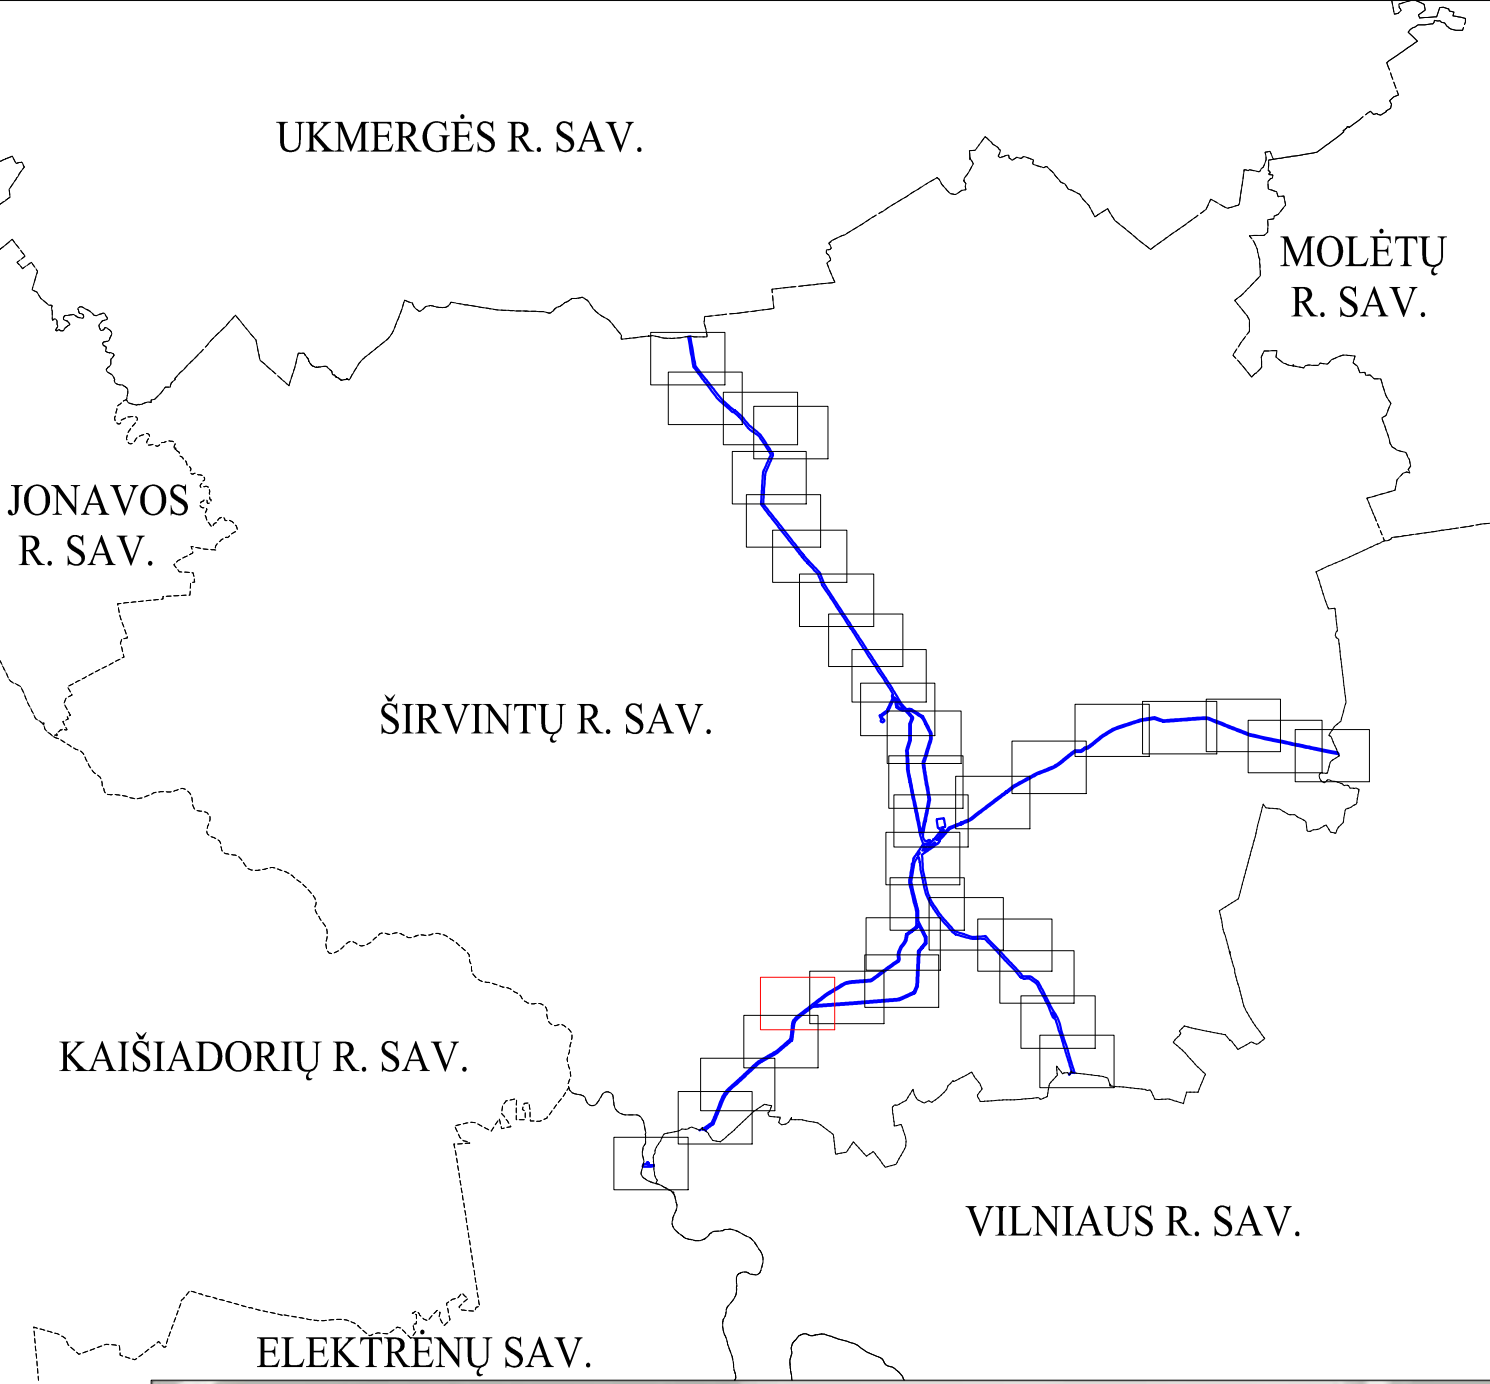 UKMERGĖS R. SAV.
MOLĖTŲ
R. SAV.
JONAVOS
R. SAV.
ŠIRVINTŲ R. SAV.
KAIŠIADORIŲ R. SAV.
VILNIAUS R. SAV.
ELEKTRĖNŲ SAV.